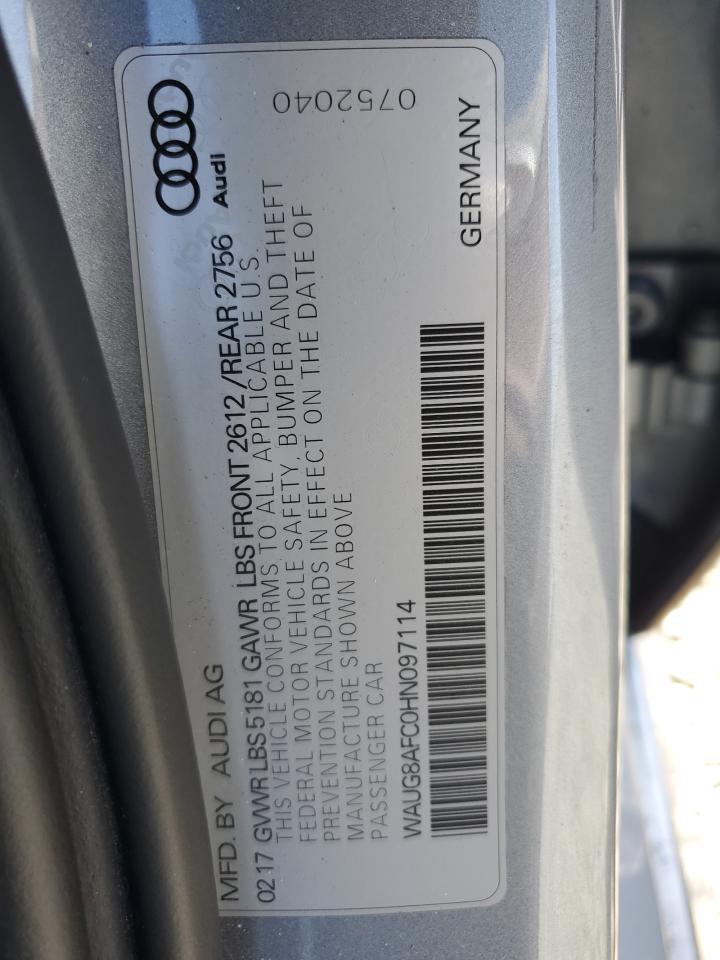 MFD. BY AUDI AG
Audi
02 17 GVWR LBS 5181 GAWR LBS FRONT 2612 / REAR 2756
THIS VEHICLE CONFORMS TO ALL APPLICABLE U.S.
FEDERAL MOTOR VEHICLE SAFETY, BUMPER AND THEFT
PREVENTION STANDARDS IN EFFECT ON THE DATE OF
MANUFACTURE SHOWN ABOVE
PASSENGER CAR
0752040
WAUG8AFC0HN097114
GERMANY